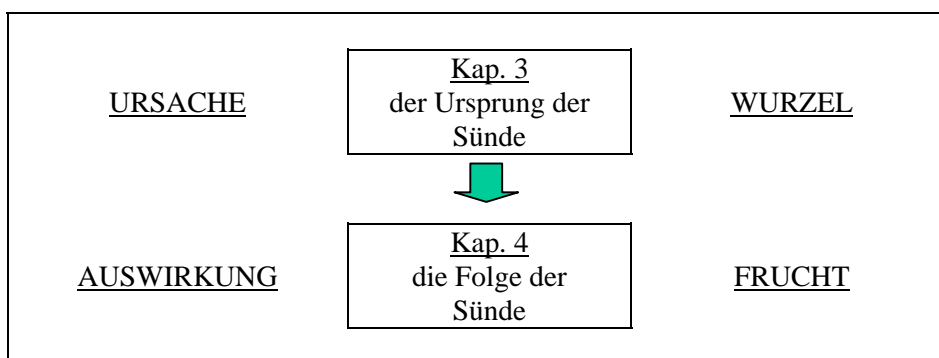 Kap. 3
URSACHE der Ursprung der WURZEL
Sünde
Kap. 4
AUSWIRKUNG die Folge der FRUCHT
Sünde